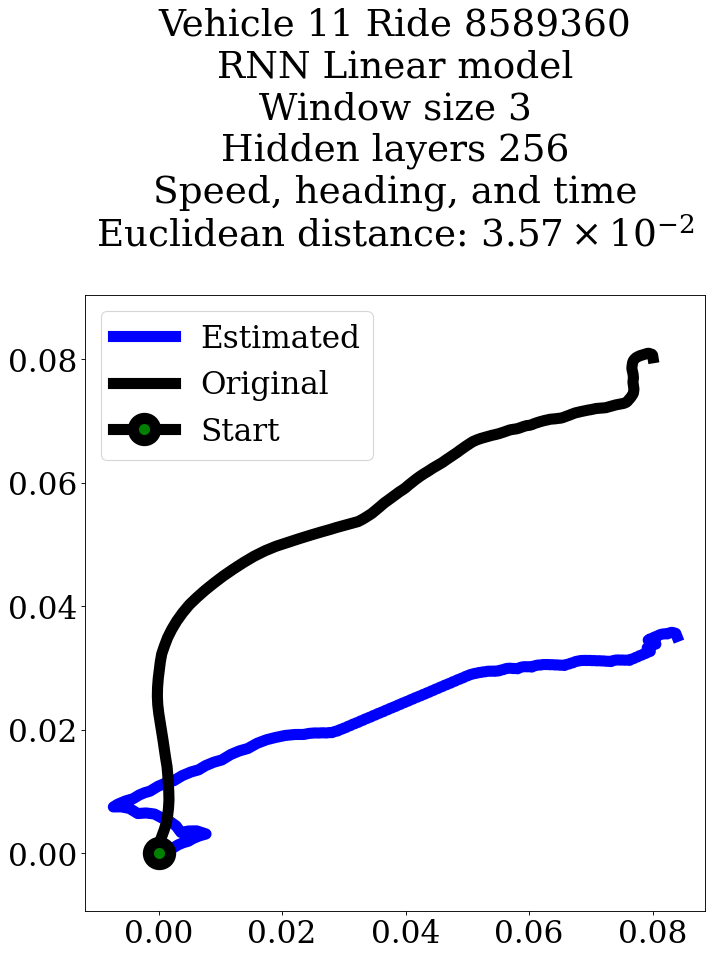 Vehicle 11 Ride 8589360
RNN Linear model
Window size 3
Hidden layers 256
Speed, heading, and time
Euclidean distance: 3.57 × 10⁻²
Estimated
Original
Start
0.08
0.06
0.04
0.02
0.00
0.00 0.02 0.04 0.06 0.08